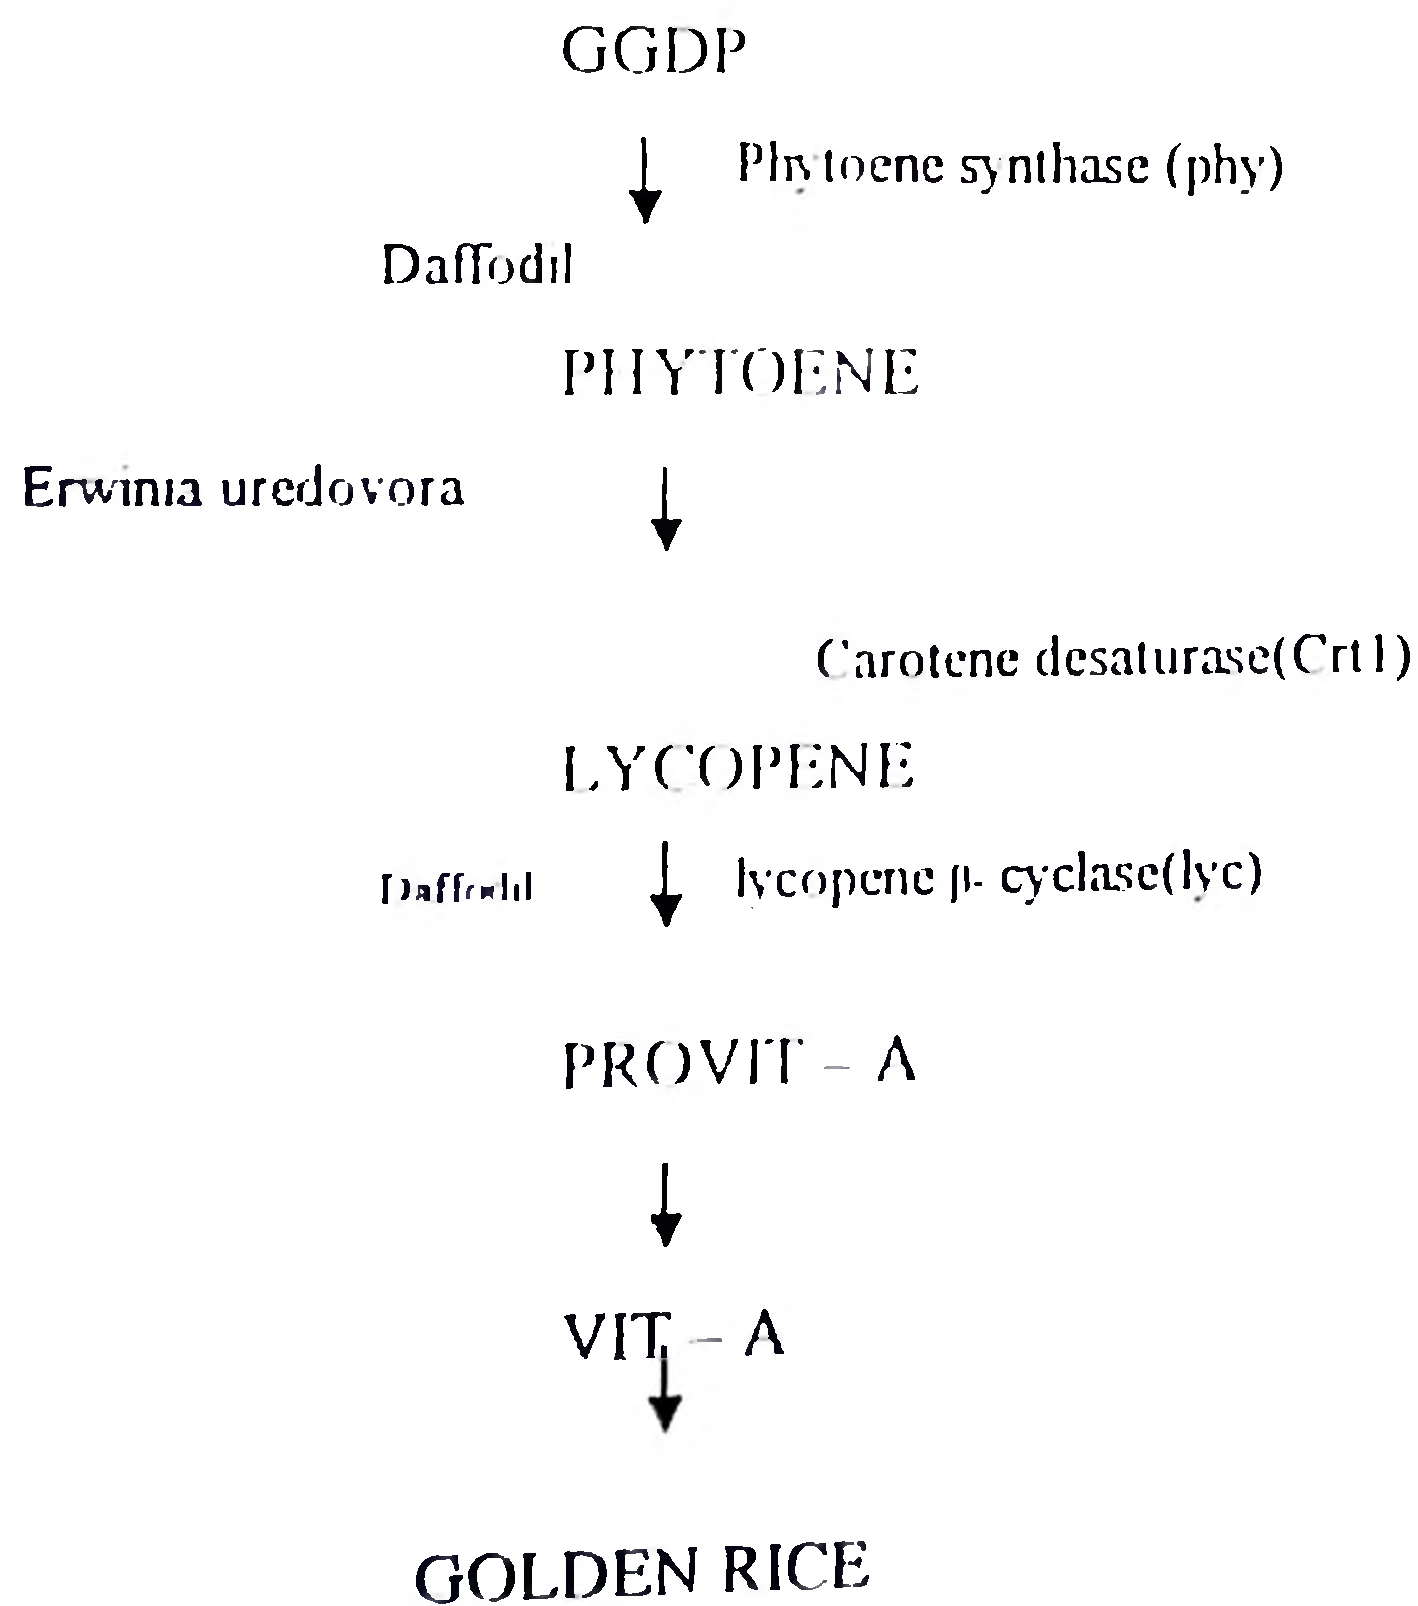 GGDP
Phytoene synthase (phy)
Daffodil
PHYTOENE
Erwinia uredovora
Carotene desaturase(Crt1)
LYCOPENE
Daffodil
lycopene β- cyclase(lyc)
PROVIT – A
VIT – A
GOLDEN RICE